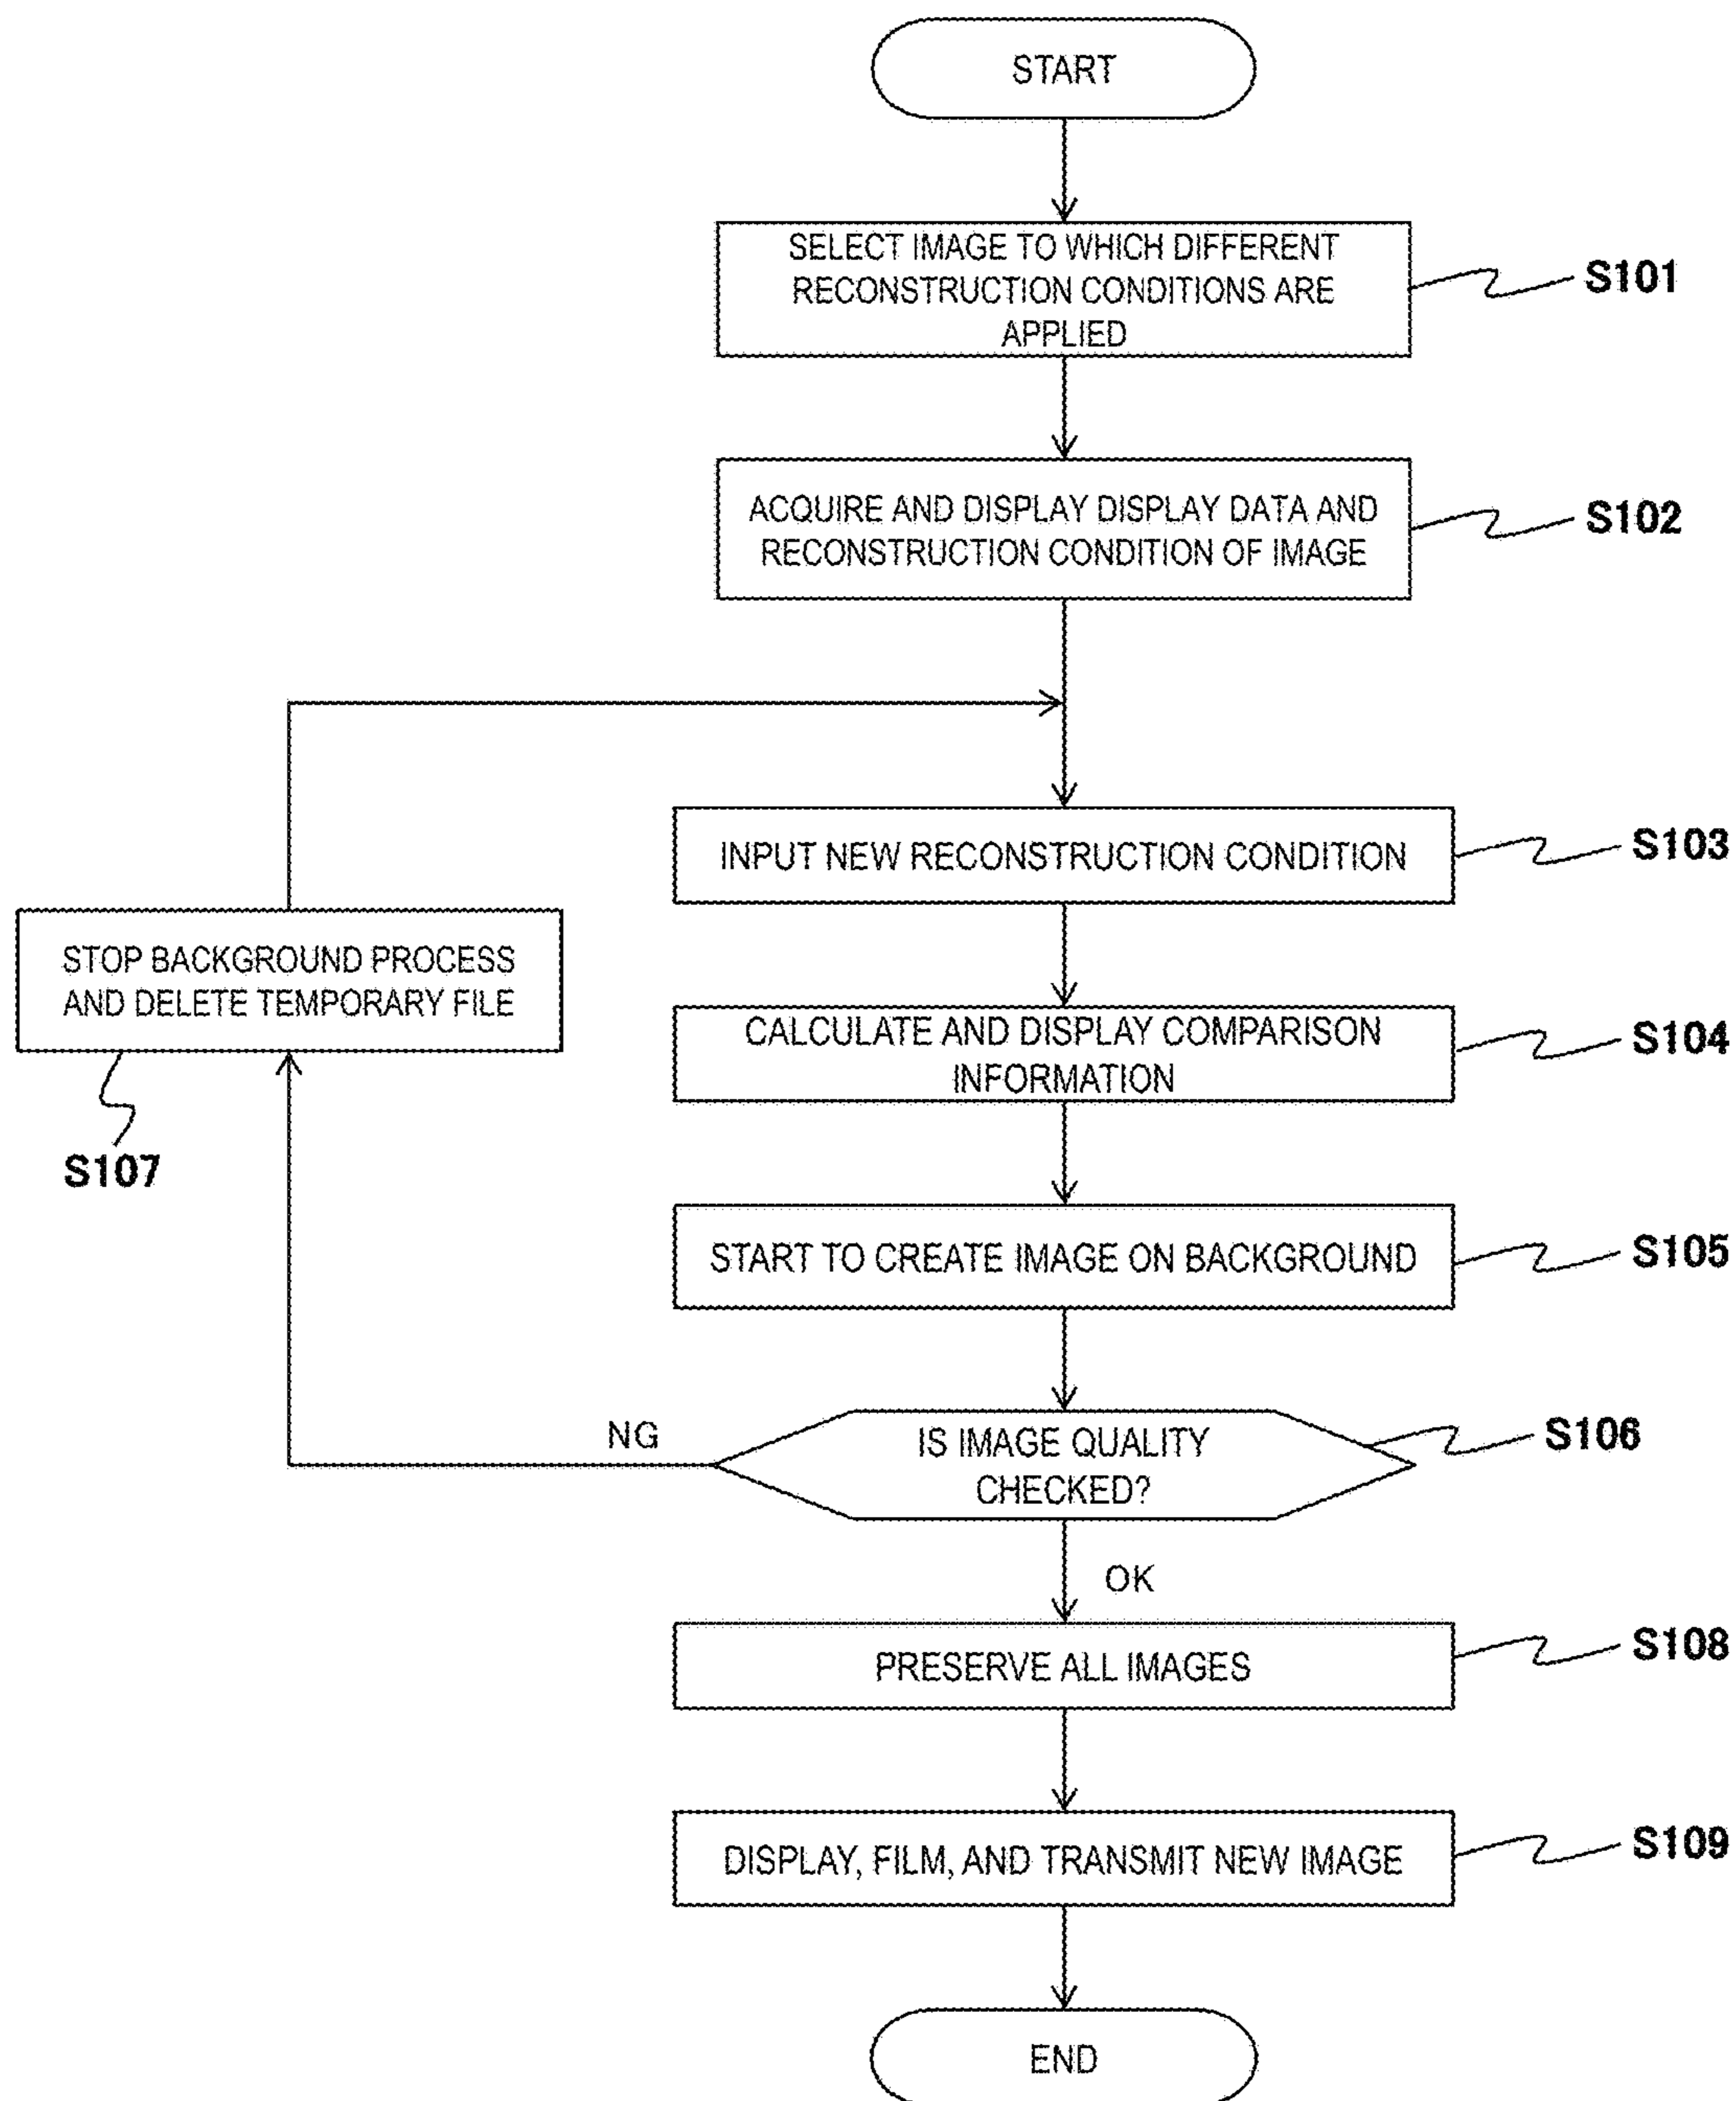 START
SELECT IMAGE TO WHICH DIFFERENT
RECONSTRUCTION CONDITIONS ARE
APPLIED
S101
ACQUIRE AND DISPLAY DISPLAY DATA AND
RECONSTRUCTION CONDITION OF IMAGE
S102
INPUT NEW RECONSTRUCTION CONDITION
S103
STOP BACKGROUND PROCESS
AND DELETE TEMPORARY FILE
S107
CALCULATE AND DISPLAY COMPARISON
INFORMATION
S104
START TO CREATE IMAGE ON BACKGROUND
S105
NG
IS IMAGE QUALITY
CHECKED?
S106
OK
PRESERVE ALL IMAGES
S108
DISPLAY, FILM, AND TRANSMIT NEW IMAGE
S109
END